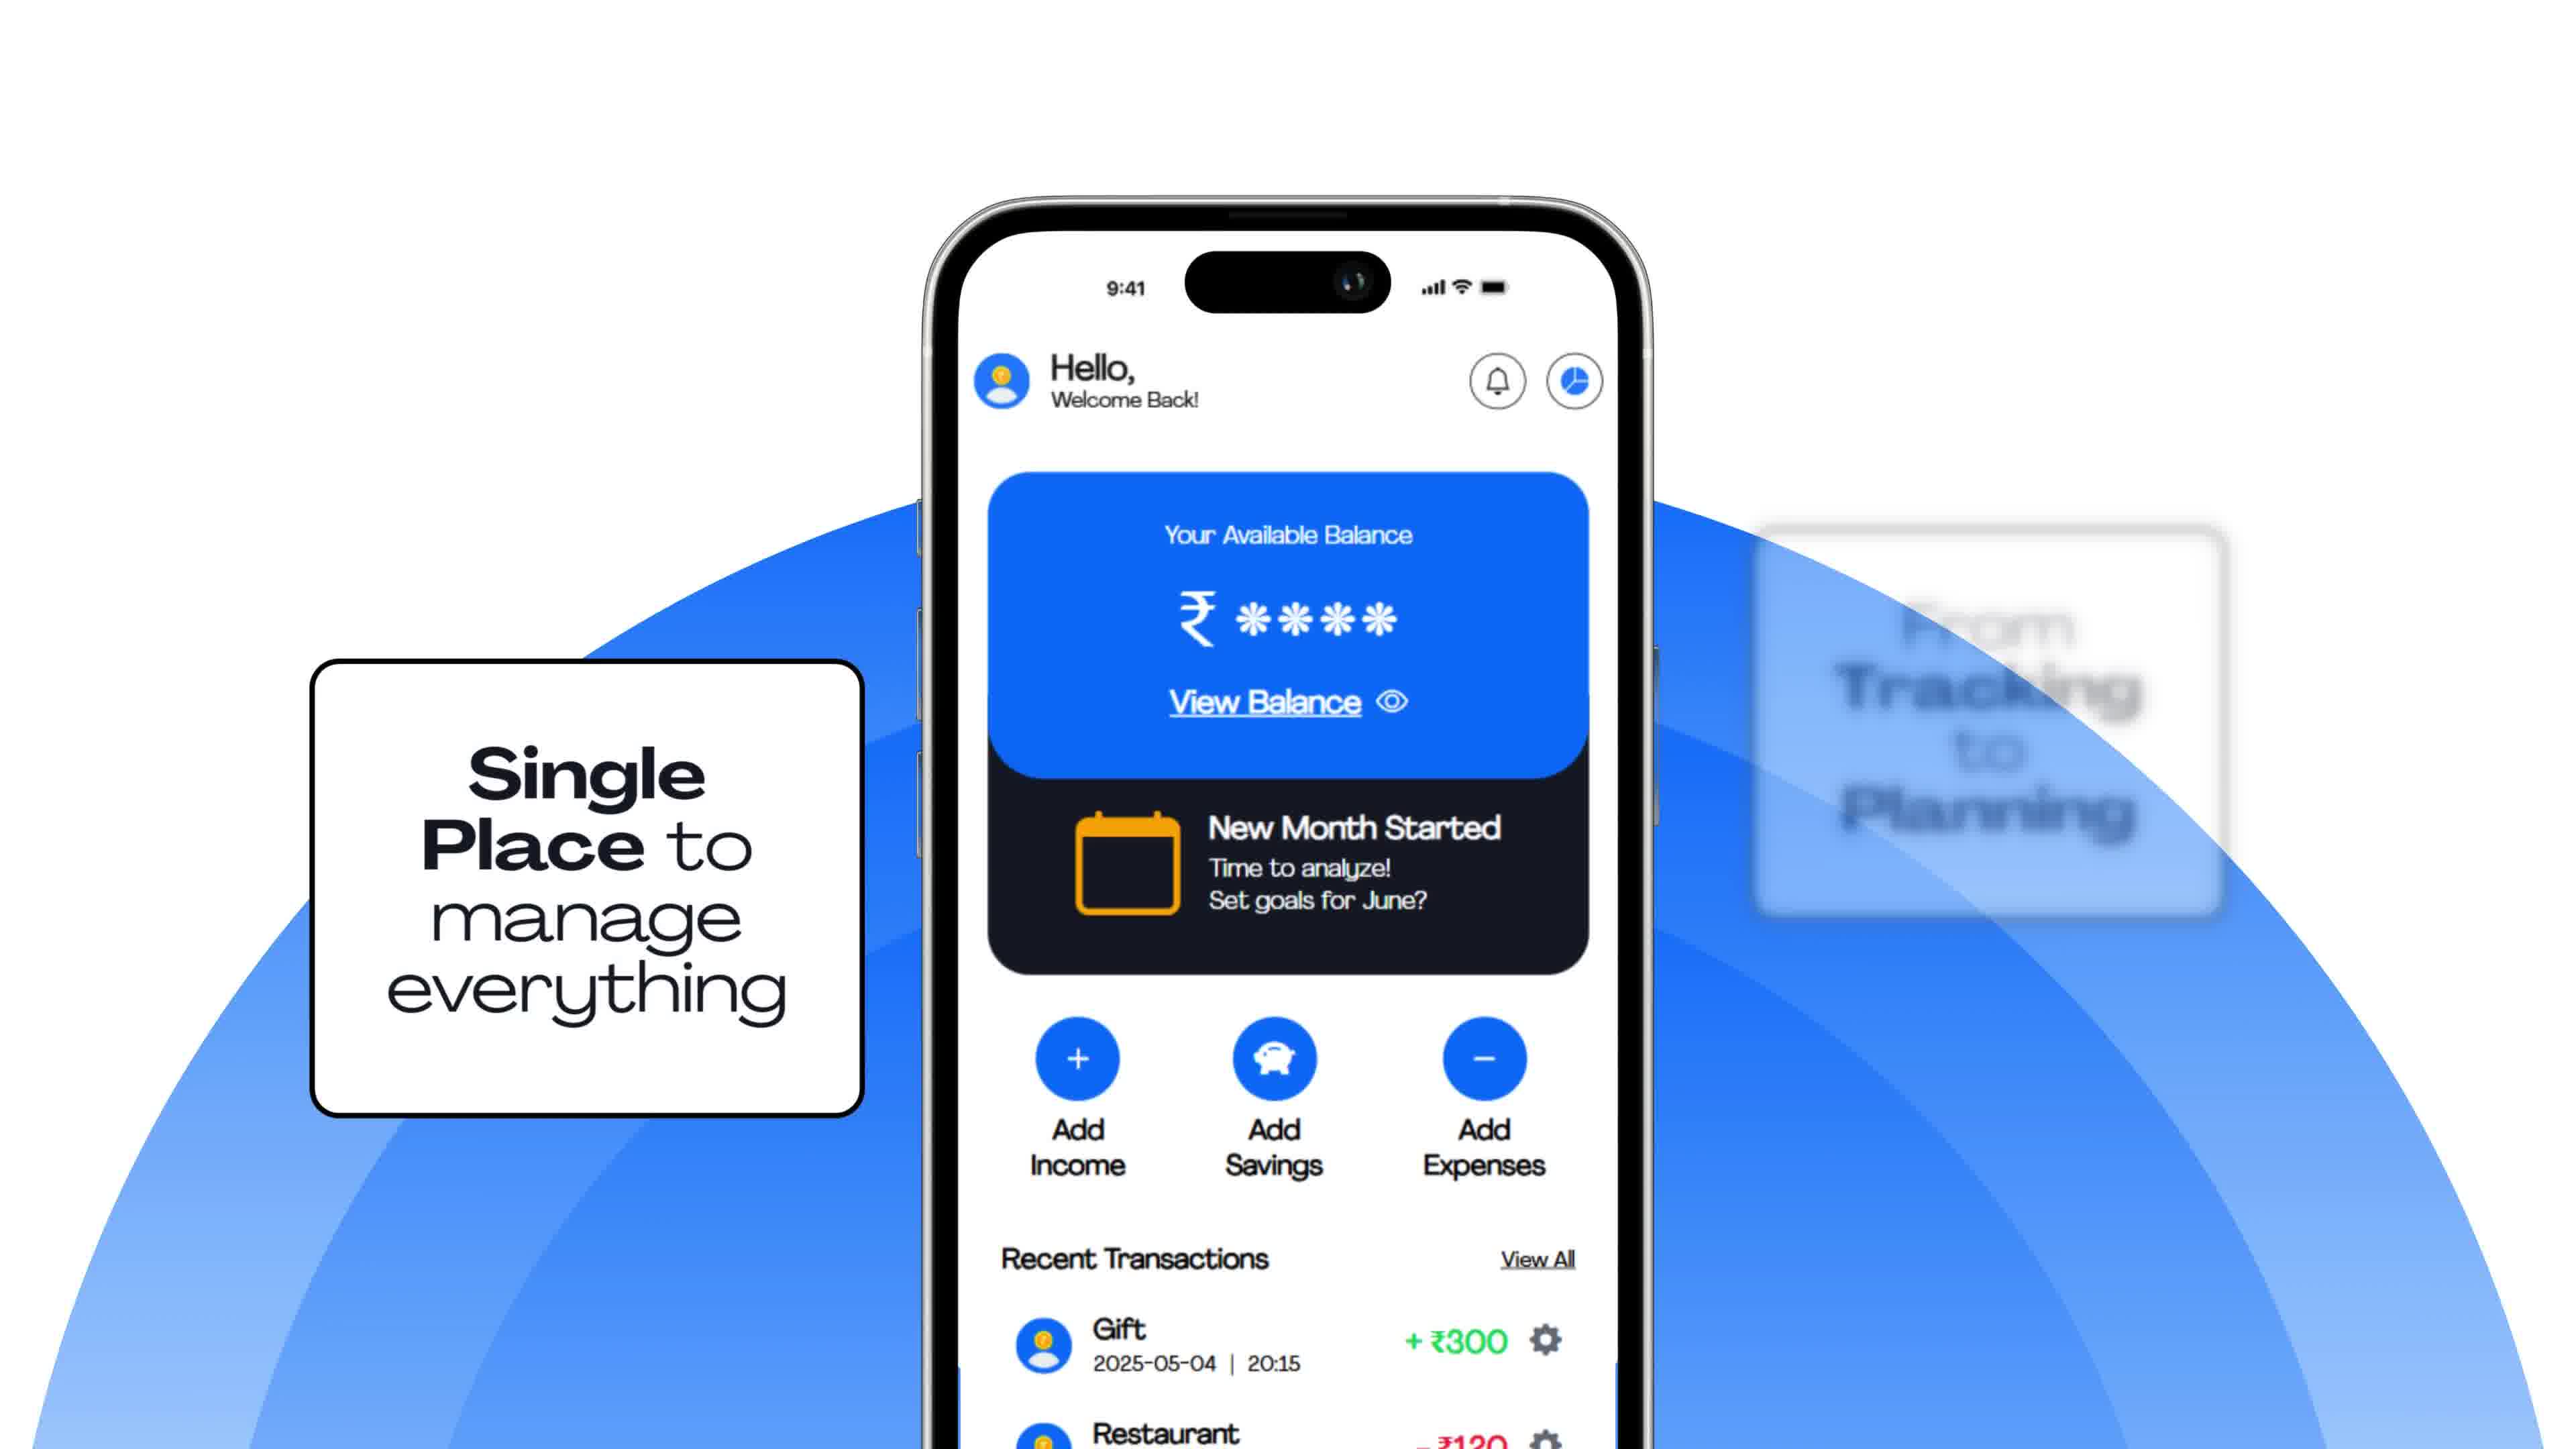 9:41
Hello,
Welcome Back!
Your Available Balance
₹ ****
View Balance
New Month Started
Time to analyze!
Set goals for June?
Single
Place to
manage
everything
From
Tracking
to
Planning
Add
Income
Add
Savings
Add
Expenses
Recent Transactions
View All
Gift
+ ₹300
2025-05-04 | 20:15
Restaurant
- ₹120